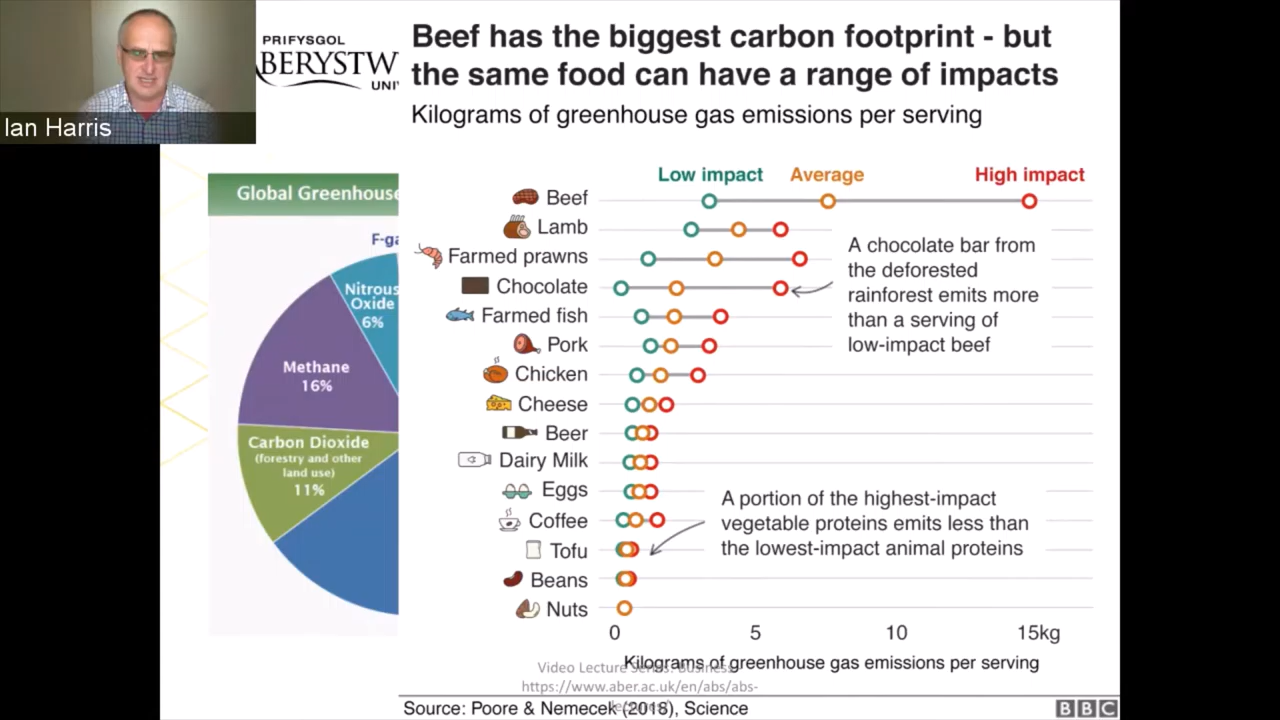 Ian Harris
PRIFYSGOL
BERYSTW
UNI
Beef has the biggest carbon footprint - but
the same food can have a range of impacts
Kilograms of greenhouse gas emissions per serving
Global Greenhouse
F-ga
Nitrous
Oxide
6%
Methane
16%
Carbon Dioxide
(forestry and other
land use)
11%
Low impact Average High impact
Beef
Lamb
Farmed prawns
Chocolate
Farmed fish
Pork
Chicken
Cheese
Beer
Dairy Milk
Eggs
Coffee
Tofu
Beans
Nuts
A chocolate bar from
the deforested
rainforest emits more
than a serving of
low-impact beef
A portion of the highest-impact
vegetable proteins emits less than
the lowest-impact animal proteins
0 5 10 15kg
Kilograms of greenhouse gas emissions per serving
Video Lecture Series: Business
https://www.aber.ac.uk/en/abs/abs-
Source: Poore & Nemecek (2018), Science
BBC